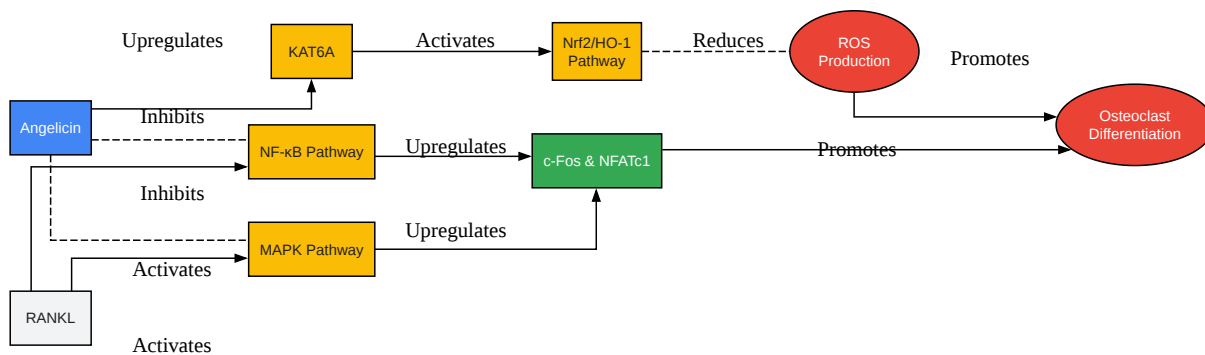 Upregulates
KAT6A
Activates
Nrf2/HO-1
Pathway
Reduces
ROS
Production
Promotes
Angelicin
Inhibits
NF-κB Pathway
Upregulates
c-Fos & NFATc1
Promotes
Osteoclast
Differentiation
Inhibits
MAPK Pathway
Upregulates
Activates
RANKL
Activates